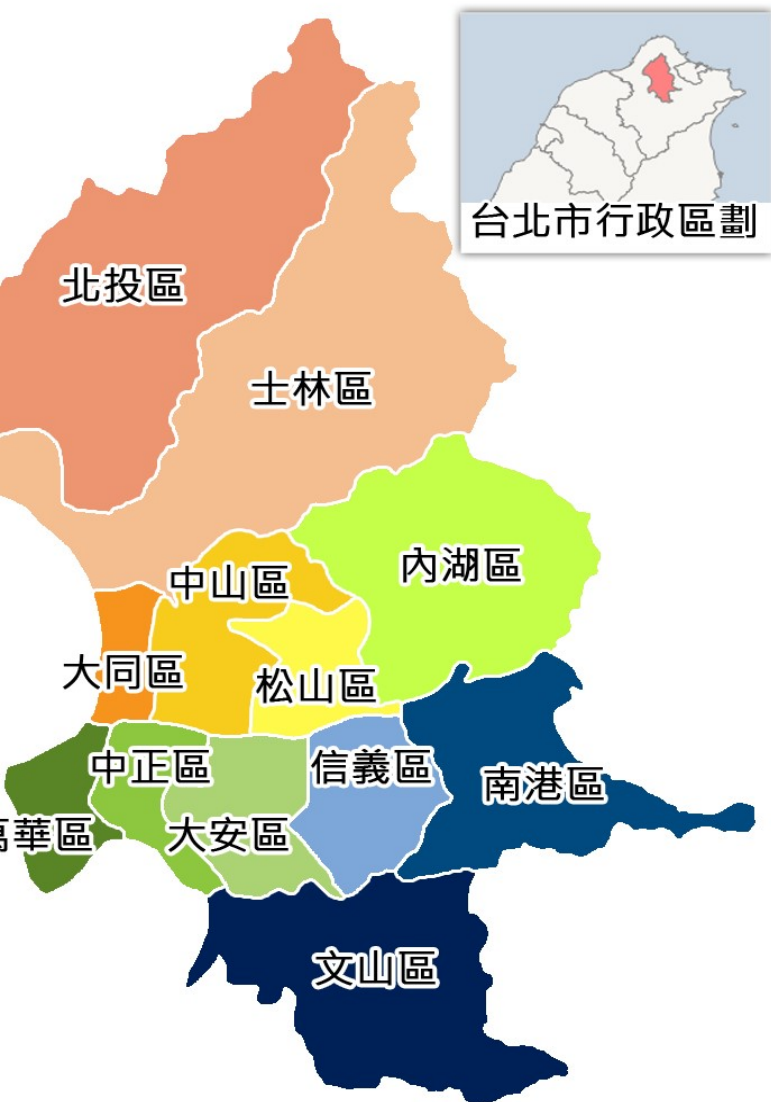 台北市行政區劃
北投區
士林區
內湖區
中山區
大同區
松山區
中正區
信義區
南港區
萬華區
大安區
文山區